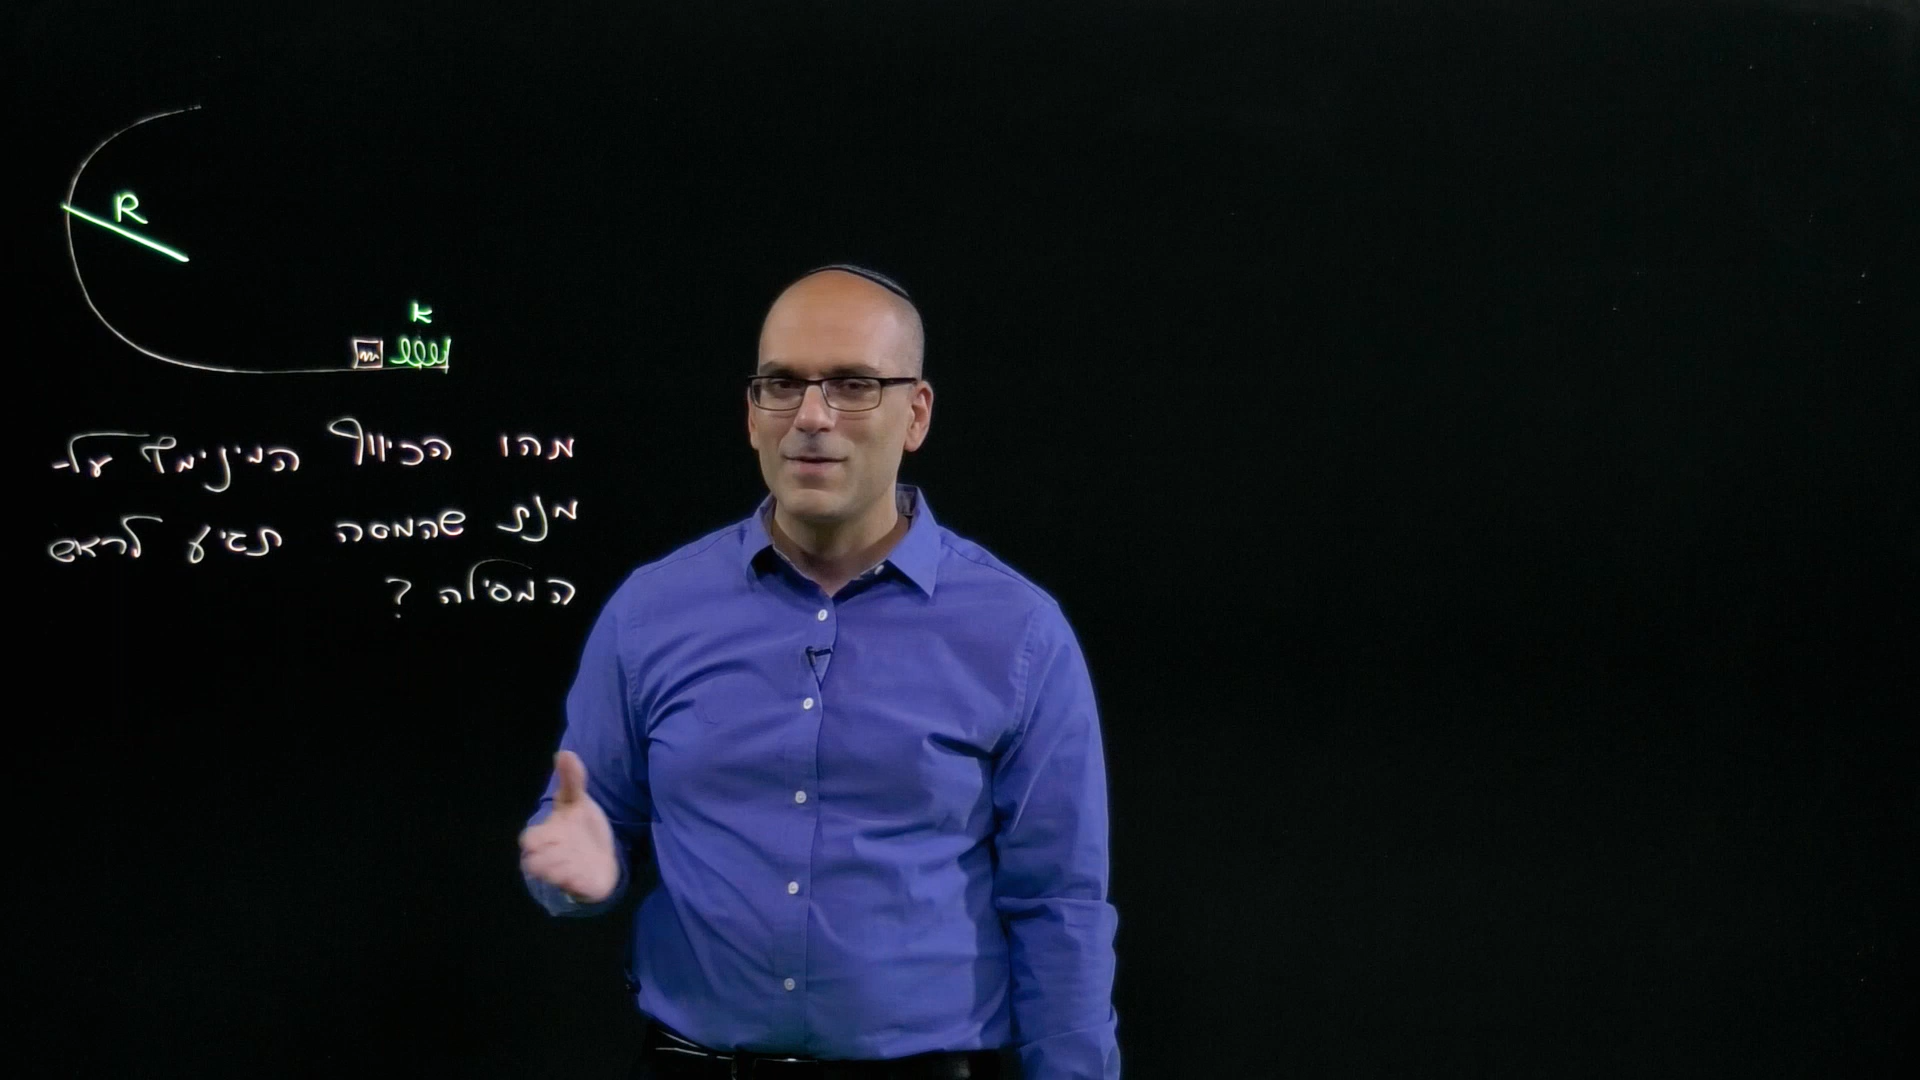 R
k
m
מהו הכיווץ המינימלי על-
מנת שהמסה תגיע לראש
המסילה ?